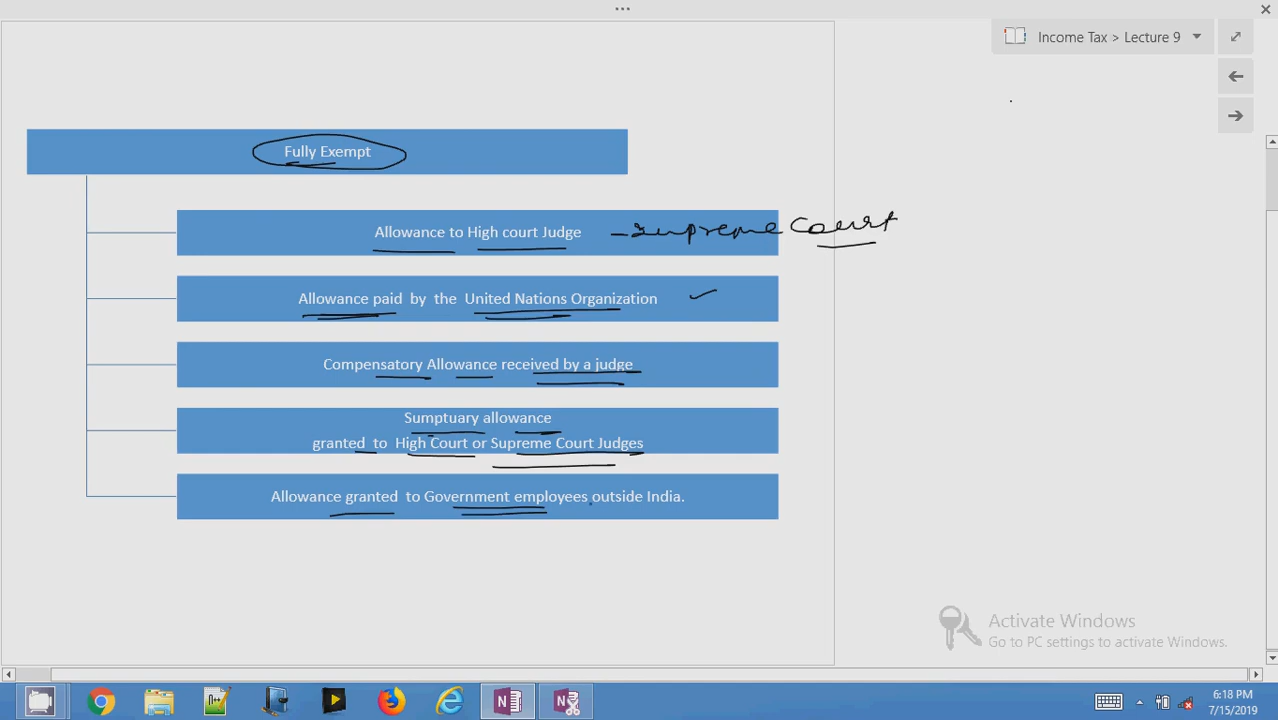 Income Tax > Lecture 9
Fully Exempt
Allowance to High court Judge - supreme Court
Allowance paid by the United Nations Organization
Compensatory Allowance received by a judge
Sumptuary allowance
granted to High Court or Supreme Court Judges
Allowance granted to Government employees outside India.
Activate Windows
Go to PC settings to activate Windows.
6:18 PM
7/15/2019